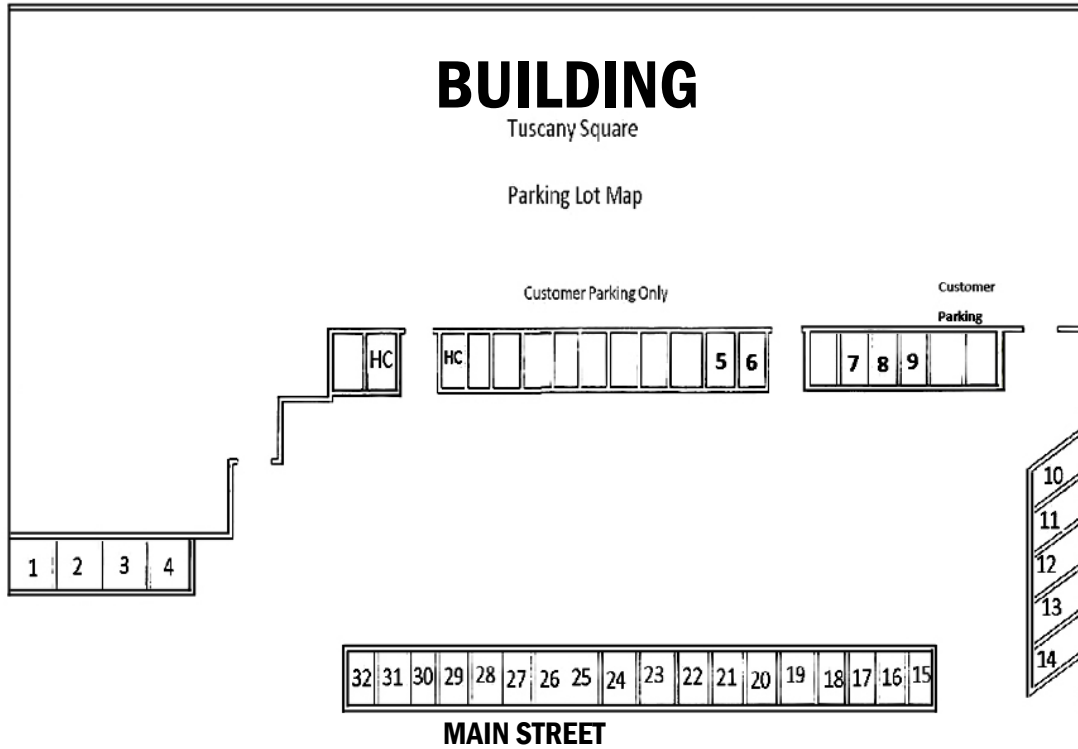 BUILDING
Tuscany Square
Parking Lot Map
Customer Parking Only
Customer
Parking
HC
HC
5 6
7 8 9
10
11
12
13
14
1 2 3 4
32 31 30 29 28 27 26 25 24 23 22 21 20 19 18 17 16 15
MAIN STREET